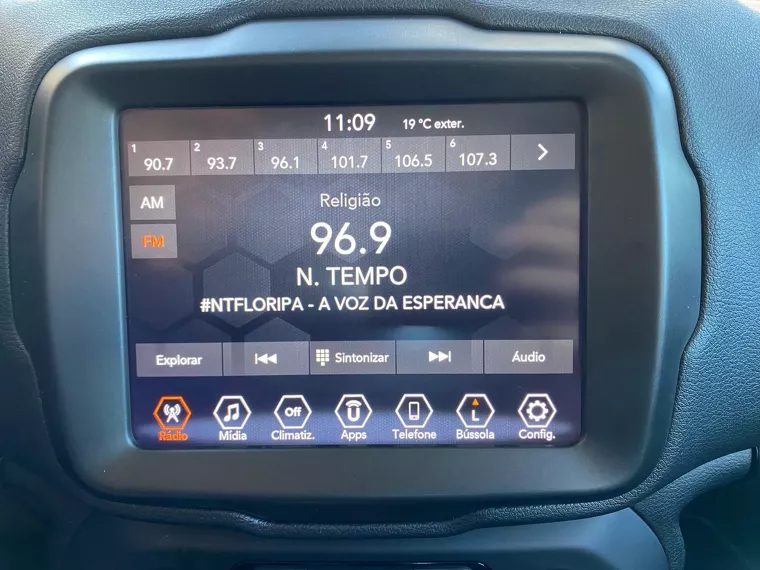 11:09 19 °C exter.
1 2 3 4 5 6
90.7 93.7 96.1 101.7 106.5 107.3
AM
Religião
FM
96.9
N. TEMPO
#NTFLORIPA - A VOZ DA ESPERANCA
Explorar Sintonizar Áudio
Off L
Rádio Mídia Climatiz. Apps Telefone Bússola Config.